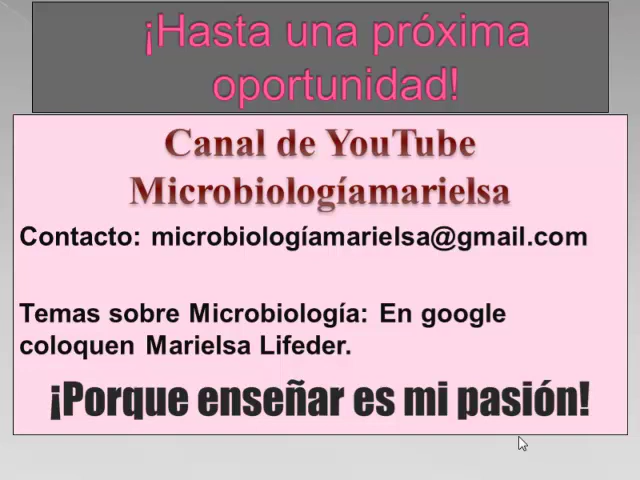 ¡Hasta una próxima
oportunidad!
Canal de YouTube
Microbiologíamarielsa
Contacto: microbiologíamarielsa@gmail.com
Temas sobre Microbiología: En google
coloquen Marielsa Lifeder.
¡Porque enseñar es mi pasión!